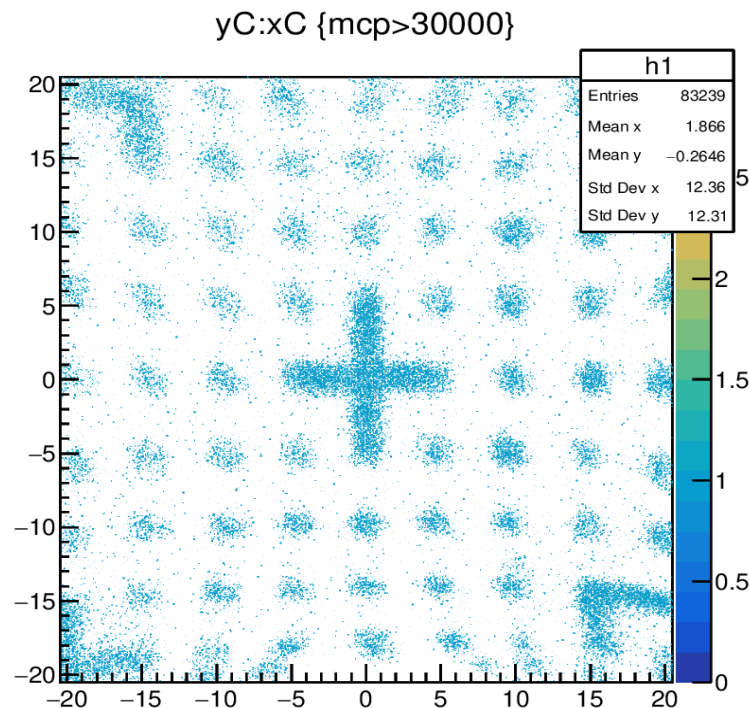 yC:xC {mcp>30000}
h1
Entries 83239
Mean x 1.866
Mean y −0.2646
Std Dev x 12.36
Std Dev y 12.31
20
15
10
5
0
−5
−10
−15
−20
−20 −15 −10 −5 0 5 10 15 20
5
2
1.5
1
0.5
0